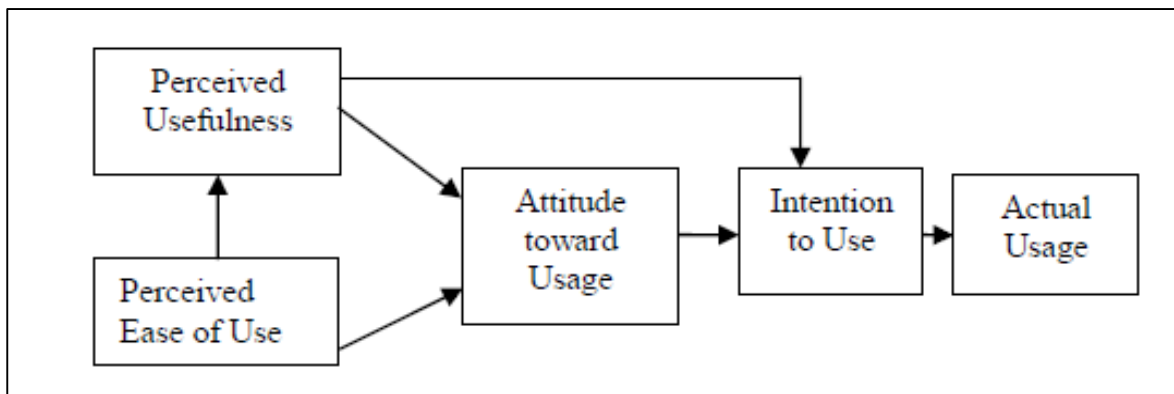 Perceived
Usefulness
Perceived
Ease of Use
Attitude
toward
Usage
Intention
to Use
Actual
Usage